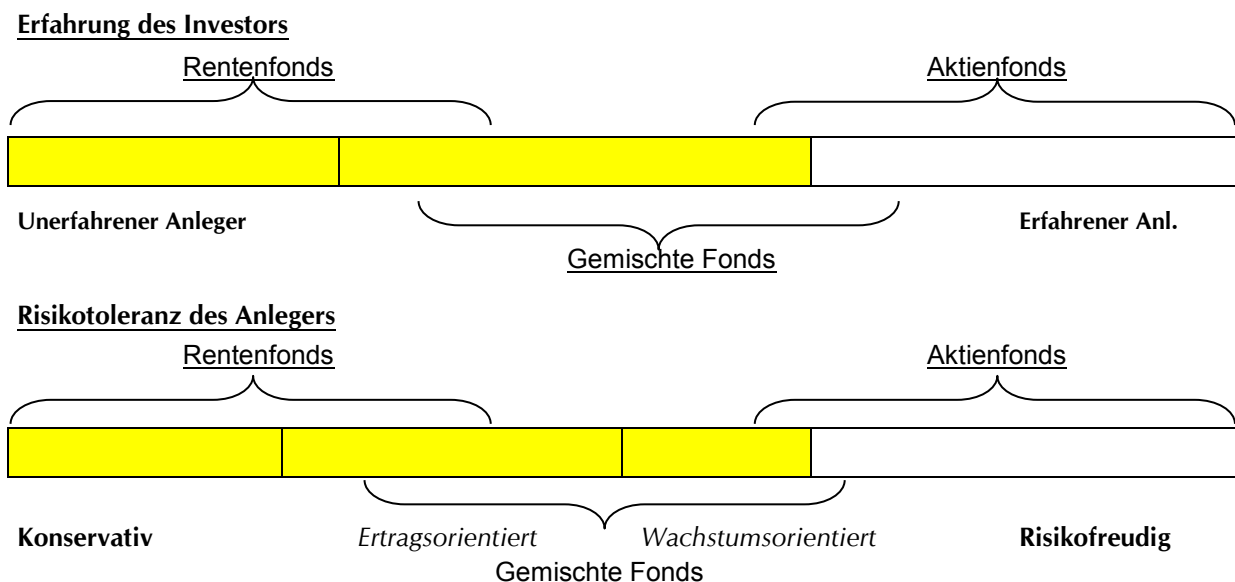 Erfahrung des Investors
Rentenfonds Aktienfonds
Unerfahrener Anleger Erfahrener Anl.
Gemischte Fonds
Risikotoleranz des Anlegers
Rentenfonds Aktienfonds
Konservativ Ertragsorientiert Wachstumsorientiert Risikofreudig
Gemischte Fonds